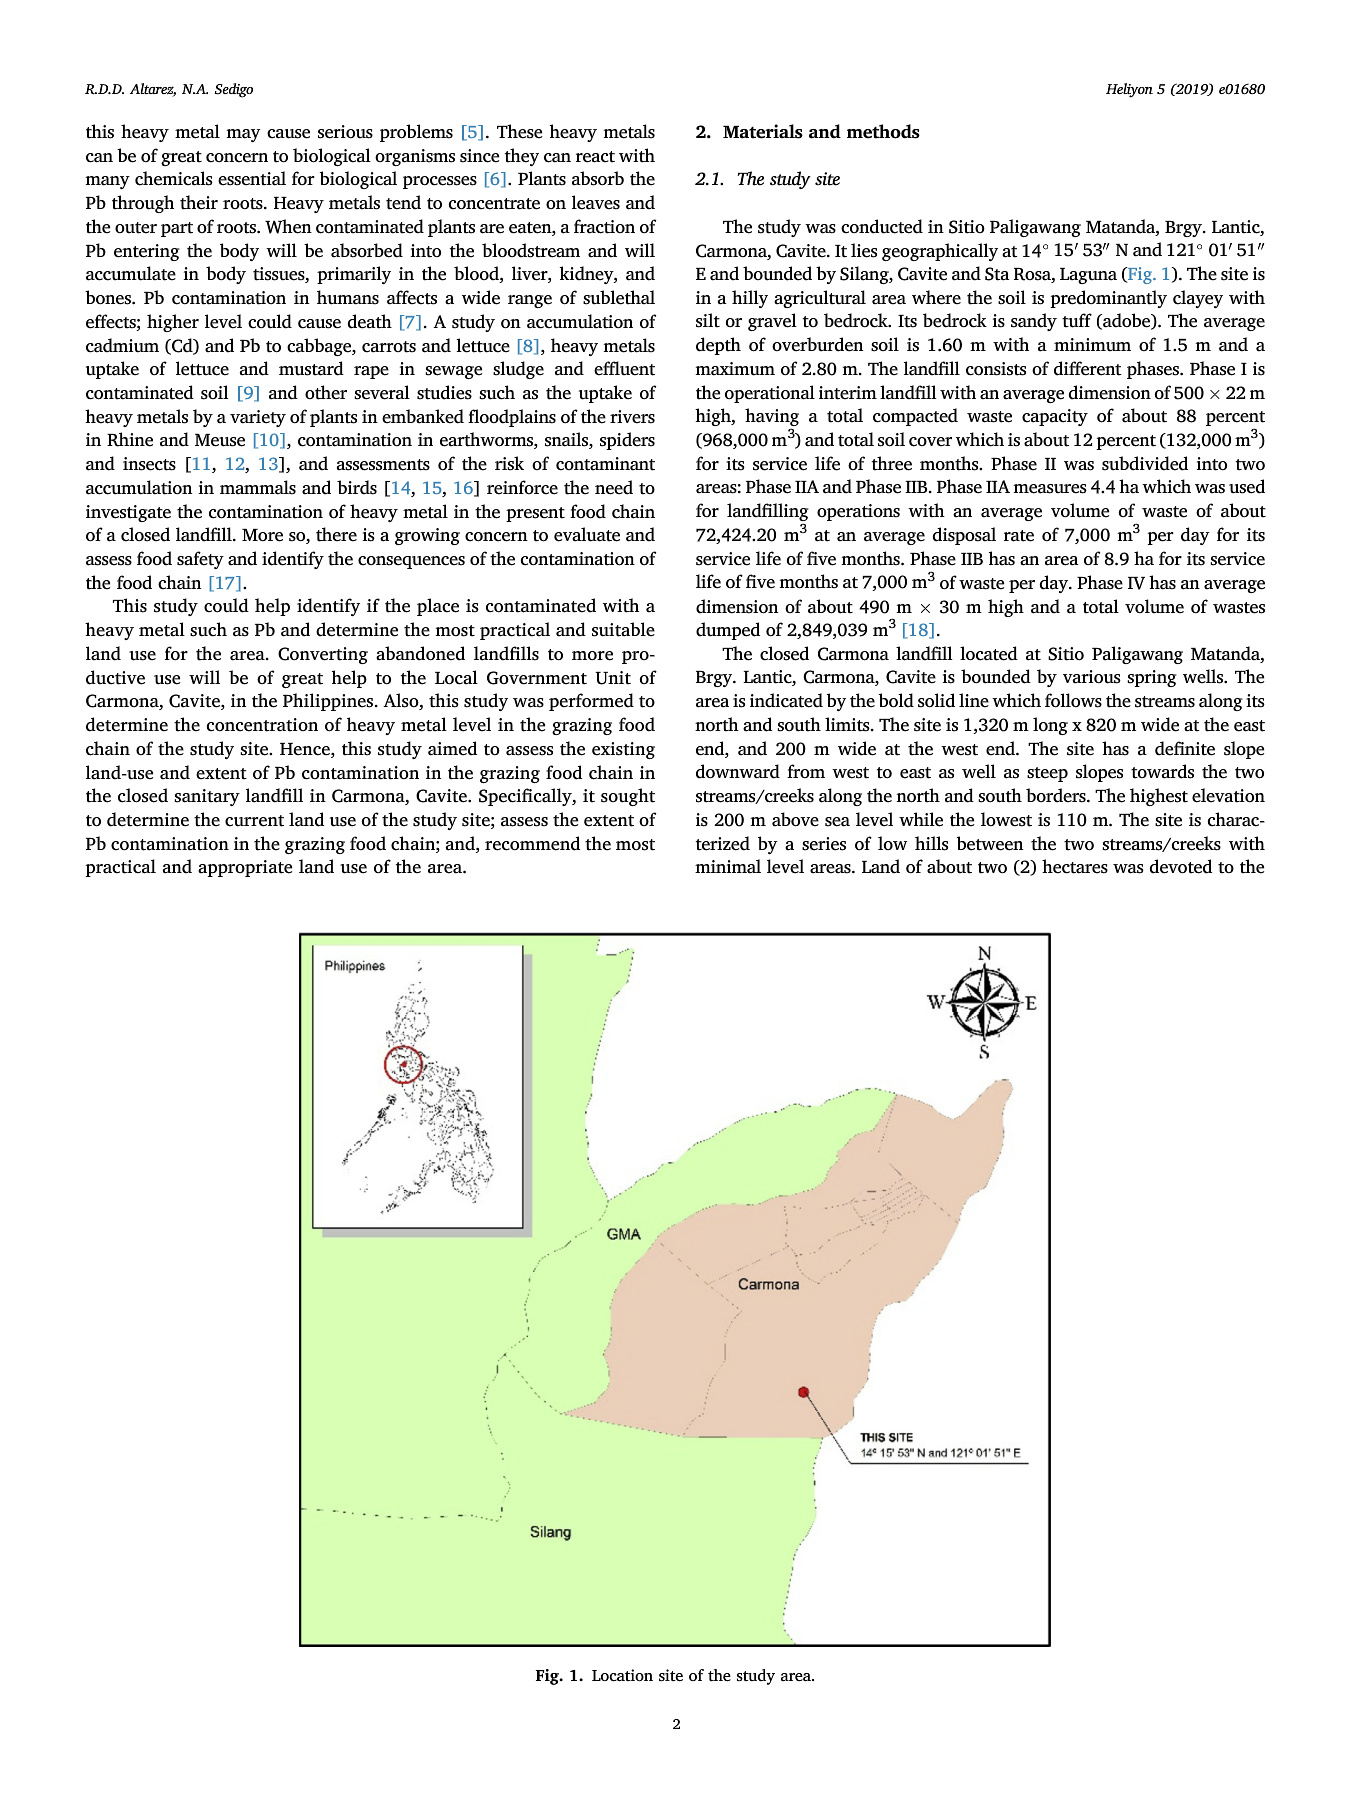 R.D.D. Altarez, N.A. Sedigo
Heliyon 5 (2019) e01680
this heavy metal may cause serious problems [5]. These heavy metals
can be of great concern to biological organisms since they can react with
many chemicals essential for biological processes [6]. Plants absorb the
Pb through their roots. Heavy metals tend to concentrate on leaves and
the outer part of roots. When contaminated plants are eaten, a fraction of
Pb entering the body will be absorbed into the bloodstream and will
accumulate in body tissues, primarily in the blood, liver, kidney, and
bones. Pb contamination in humans affects a wide range of sublethal
effects; higher level could cause death [7]. A study on accumulation of
cadmium (Cd) and Pb to cabbage, carrots and lettuce [8], heavy metals
uptake of lettuce and mustard rape in sewage sludge and effluent
contaminated soil [9] and other several studies such as the uptake of
heavy metals by a variety of plants in embanked floodplains of the rivers
in Rhine and Meuse [10], contamination in earthworms, snails, spiders
and insects [11, 12, 13], and assessments of the risk of contaminant
accumulation in mammals and birds [14, 15, 16] reinforce the need to
investigate the contamination of heavy metal in the present food chain
of a closed landfill. More so, there is a growing concern to evaluate and
assess food safety and identify the consequences of the contamination of
the food chain [17].
This study could help identify if the place is contaminated with a
heavy metal such as Pb and determine the most practical and suitable
land use for the area. Converting abandoned landfills to more pro-
ductive use will be of great help to the Local Government Unit of
Carmona, Cavite, in the Philippines. Also, this study was performed to
determine the concentration of heavy metal level in the grazing food
chain of the study site. Hence, this study aimed to assess the existing
land-use and extent of Pb contamination in the grazing food chain in
the closed sanitary landfill in Carmona, Cavite. Specifically, it sought
to determine the current land use of the study site; assess the extent of
Pb contamination in the grazing food chain; and, recommend the most
practical and appropriate land use of the area.
2. Materials and methods
2.1. The study site
The study was conducted in Sitio Paligawang Matanda, Brgy. Lantic,
Carmona, Cavite. It lies geographically at 14° 15′ 53″ N and 121° 01′ 51″
E and bounded by Silang, Cavite and Sta Rosa, Laguna (Fig. 1). The site is
in a hilly agricultural area where the soil is predominantly clayey with
silt or gravel to bedrock. Its bedrock is sandy tuff (adobe). The average
depth of overburden soil is 1.60 m with a minimum of 1.5 m and a
maximum of 2.80 m. The landfill consists of different phases. Phase I is
the operational interim landfill with an average dimension of 500 × 22 m
high, having a total compacted waste capacity of about 88 percent
(968,000 m³) and total soil cover which is about 12 percent (132,000 m³)
for its service life of three months. Phase II was subdivided into two
areas: Phase IIA and Phase IIB. Phase IIA measures 4.4 ha which was used
for landfilling operations with an average volume of waste of about
72,424.20 m³ at an average disposal rate of 7,000 m³ per day for its
service life of five months. Phase IIB has an area of 8.9 ha for its service
life of five months at 7,000 m³ of waste per day. Phase IV has an average
dimension of about 490 m × 30 m high and a total volume of wastes
dumped of 2,849,039 m³ [18].
The closed Carmona landfill located at Sitio Paligawang Matanda,
Brgy. Lantic, Carmona, Cavite is bounded by various spring wells. The
area is indicated by the bold solid line which follows the streams along its
north and south limits. The site is 1,320 m long x 820 m wide at the east
end, and 200 m wide at the west end. The site has a definite slope
downward from west to east as well as steep slopes towards the two
streams/creeks along the north and south borders. The highest elevation
is 200 m above sea level while the lowest is 110 m. The site is charac-
terized by a series of low hills between the two streams/creeks with
minimal level areas. Land of about two (2) hectares was devoted to the
Philippines
N
W
E
S
GMA
Carmona
THIS SITE
14° 15' 53" N and 121° 01' 51" E
Silang
Fig. 1. Location site of the study area.
2